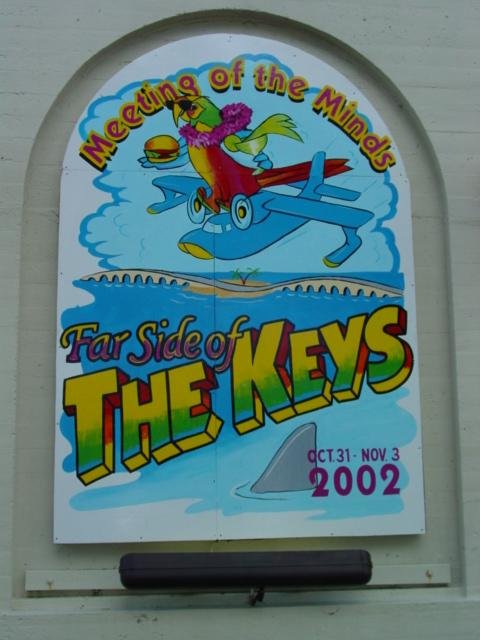 Meeting of the Minds
Far Side of
THE KEYS
OCT. 31 - NOV. 3
2002